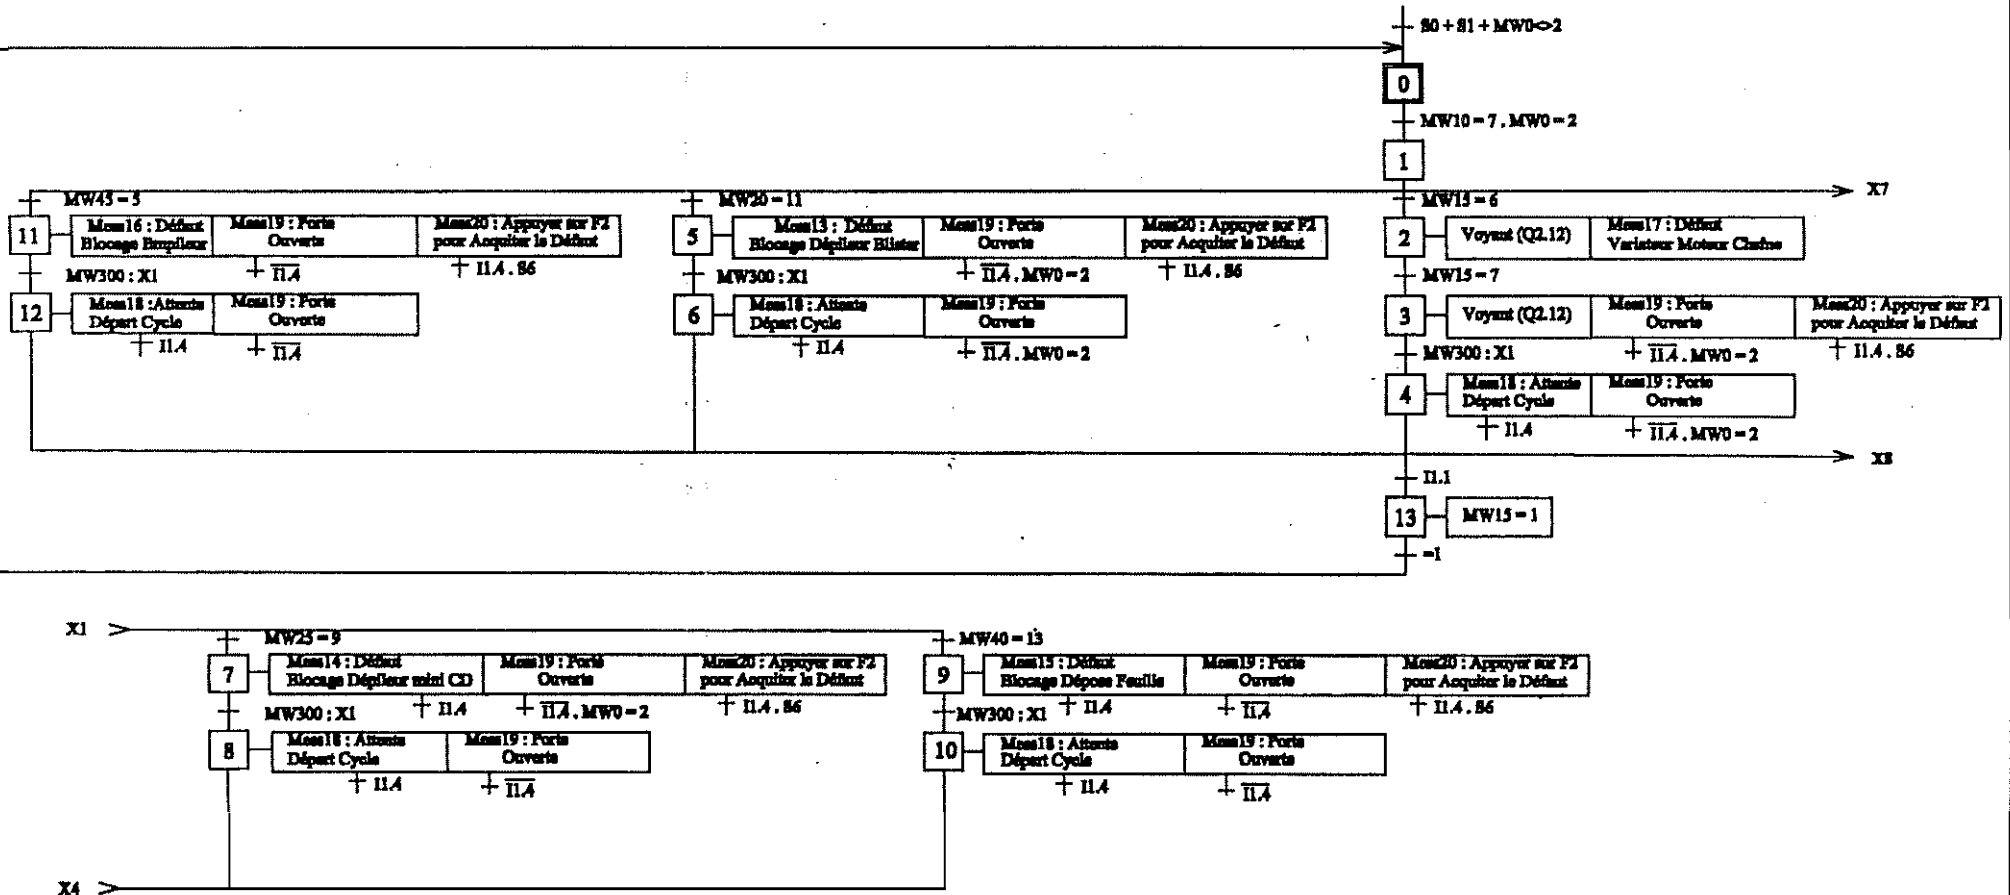 S0 + S1 + MW0<>2
0
MW10 = 7 . MW0 = 2
1
X7
MW45 = 5
MW20 = 11
MW15 = 6
11
Mess16 : Défaut
Blocage Empileur
Mess19 : Porte
Ouverte
Mess20 : Appuyer sur F2
pour Acquiter le Défaut
5
Mess13 : Défaut
Blocage Dépileur Blister
Mess19 : Porte
Ouverte
Mess20 : Appuyer sur F2
pour Acquiter le Défaut
2
Voyant (Q2.12)
Mess17 : Défaut
Variateur Moteur Chaîne
MW300 : X1
I1.4
I1.4 . S6
MW300 : X1
I1.4 . MW0 = 2
I1.4 . S6
MW15 = 7
12
Mess18 : Attente
Départ Cycle
Mess19 : Porte
Ouverte
6
Mess18 : Attente
Départ Cycle
Mess19 : Porte
Ouverte
3
Voyant (Q2.12)
Mess19 : Porte
Ouverte
Mess20 : Appuyer sur F2
pour Acquiter le Défaut
I1.4
I1.4
I1.4
I1.4 . MW0 = 2
MW300 : X1
I1.4 . MW0 = 2
I1.4 . S6
4
Mess18 : Attente
Départ Cycle
Mess19 : Porte
Ouverte
I1.4
I1.4 . MW0 = 2
X8
I1.1
13
MW15 = 1
=1
X1
MW25 = 9
MW40 = 13
7
Mess14 : Défaut
Blocage Dépileur mini CD
Mess19 : Porte
Ouverte
Mess20 : Appuyer sur F2
pour Acquiter le Défaut
9
Mess15 : Défaut
Blocage Dépose Feuille
Mess19 : Porte
Ouverte
Mess20 : Appuyer sur F2
pour Acquiter le Défaut
MW300 : X1
I1.4
I1.4 . MW0 = 2
I1.4 . S6
MW300 : X1
I1.4
I1.4
I1.4 . S6
8
Mess18 : Attente
Départ Cycle
Mess19 : Porte
Ouverte
10
Mess18 : Attente
Départ Cycle
Mess19 : Porte
Ouverte
I1.4
I1.4
I1.4
I1.4
X4